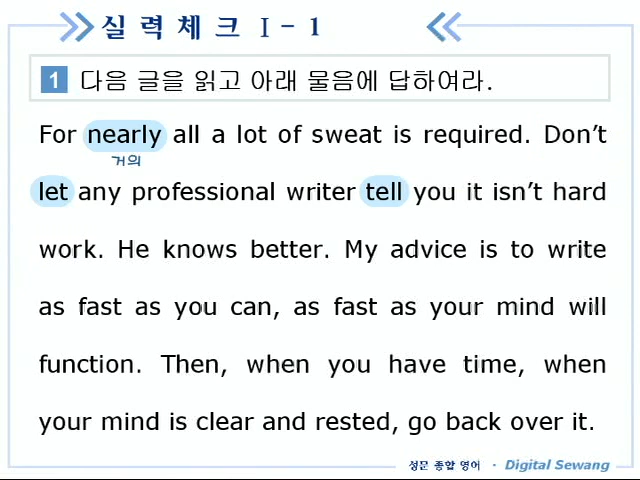 실력체크 I - 1
1 다음 글을 읽고 아래 물음에 답하여라.
For nearly all a lot of sweat is required. Don't
거의
let any professional writer tell you it isn't hard
work. He knows better. My advice is to write
as fast as you can, as fast as your mind will
function. Then, when you have time, when
your mind is clear and rested, go back over it.
정문 종합 영어 · Digital Sewang